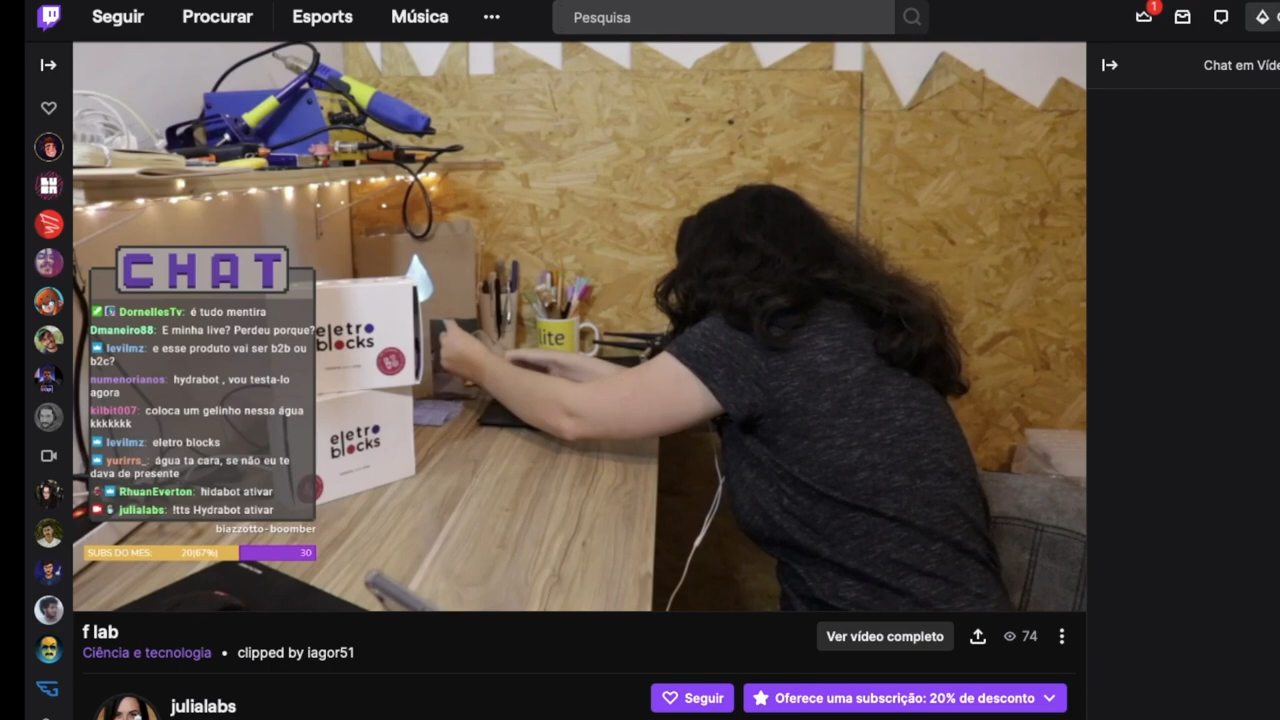 Seguir Procurar Esports Música Pesquisa 1
Chat em Víde
CHAT
DornellesTv: é tudo mentira
Dmaneiro88: E minha live? Perdeu porque?
levilmz: e esse produto vai ser b2b ou
b2c?
numenorianos: hydrabot , vou testa-lo
agora
kilbit007: coloca um gelinho nessa água
kkkkkkk
levilmz: eletro blocks
yurirrs_: água ta cara, se não eu te
dava de presente
RhuanEverton: hidabot ativar
julialabs: !tts Hydrabot ativar
biazzotto-boomber
SUBS DO MES: 20(67%) 30
eletro
blocks
eletro
blocks
lite
f lab
Ciência e tecnologia • clipped by iagor51
Ver vídeo completo 74
julialabs
Seguir Oferece uma subscrição: 20% de desconto